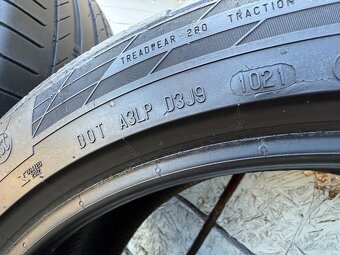 TREADWEAR 280 TRACTION
DOT A3LP D3J9 1021